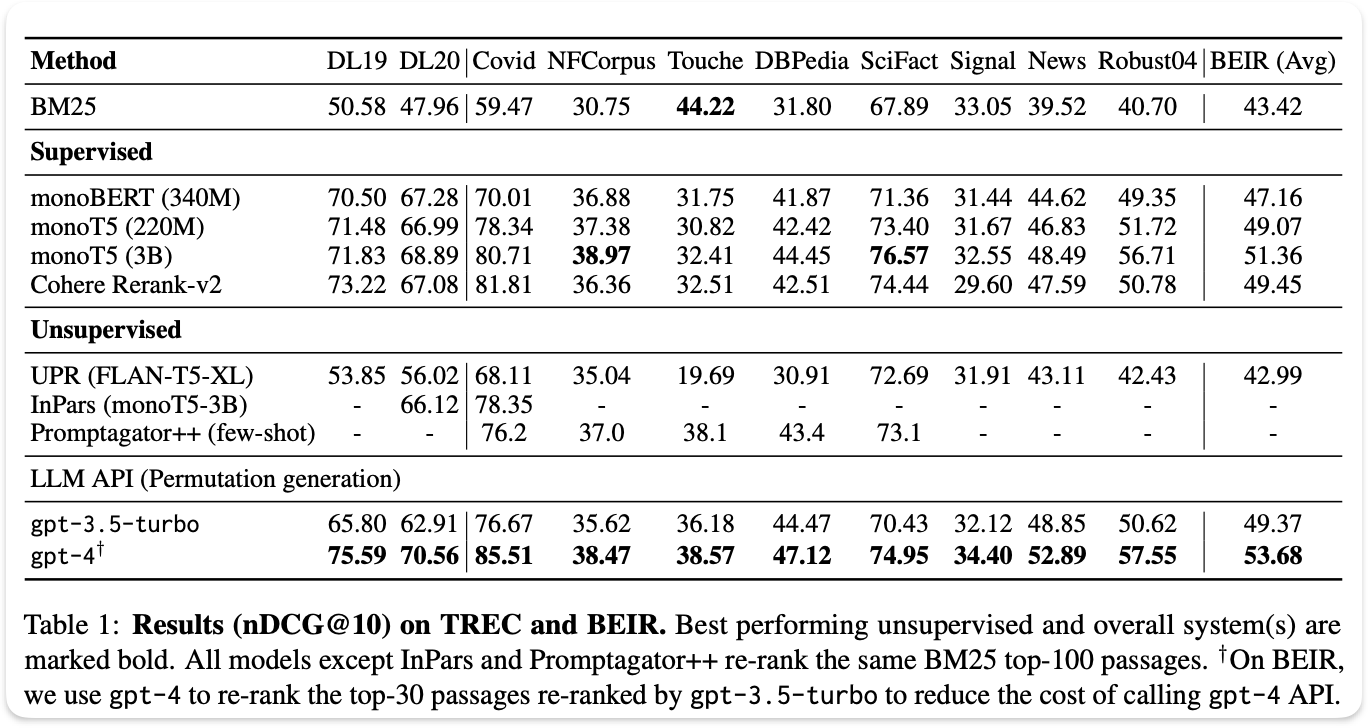 Method DL19 DL20 Covid NFCorpus Touche DBPedia SciFact Signal News Robust04 BEIR (Avg)
BM25 50.58 47.96 59.47 30.75 44.22 31.80 67.89 33.05 39.52 40.70 43.42
Supervised
monoBERT (340M) 70.50 67.28 70.01 36.88 31.75 41.87 71.36 31.44 44.62 49.35 47.16
monoT5 (220M) 71.48 66.99 78.34 37.38 30.82 42.42 73.40 31.67 46.83 51.72 49.07
monoT5 (3B) 71.83 68.89 80.71 38.97 32.41 44.45 76.57 32.55 48.49 56.71 51.36
Cohere Rerank-v2 73.22 67.08 81.81 36.36 32.51 42.51 74.44 29.60 47.59 50.78 49.45
Unsupervised
UPR (FLAN-T5-XL) 53.85 56.02 68.11 35.04 19.69 30.91 72.69 31.91 43.11 42.43 42.99
InPars (monoT5-3B) - 66.12 78.35 - - - - - - - -
Promptagator++ (few-shot) - - 76.2 37.0 38.1 43.4 73.1 - - - -
LLM API (Permutation generation)
gpt-3.5-turbo 65.80 62.91 76.67 35.62 36.18 44.47 70.43 32.12 48.85 50.62 49.37
gpt-4† 75.59 70.56 85.51 38.47 38.57 47.12 74.95 34.40 52.89 57.55 53.68
Table 1: Results (nDCG@10) on TREC and BEIR. Best performing unsupervised and overall system(s) are
marked bold. All models except InPars and Promptagator++ re-rank the same BM25 top-100 passages. †On BEIR,
we use gpt-4 to re-rank the top-30 passages re-ranked by gpt-3.5-turbo to reduce the cost of calling gpt-4 API.